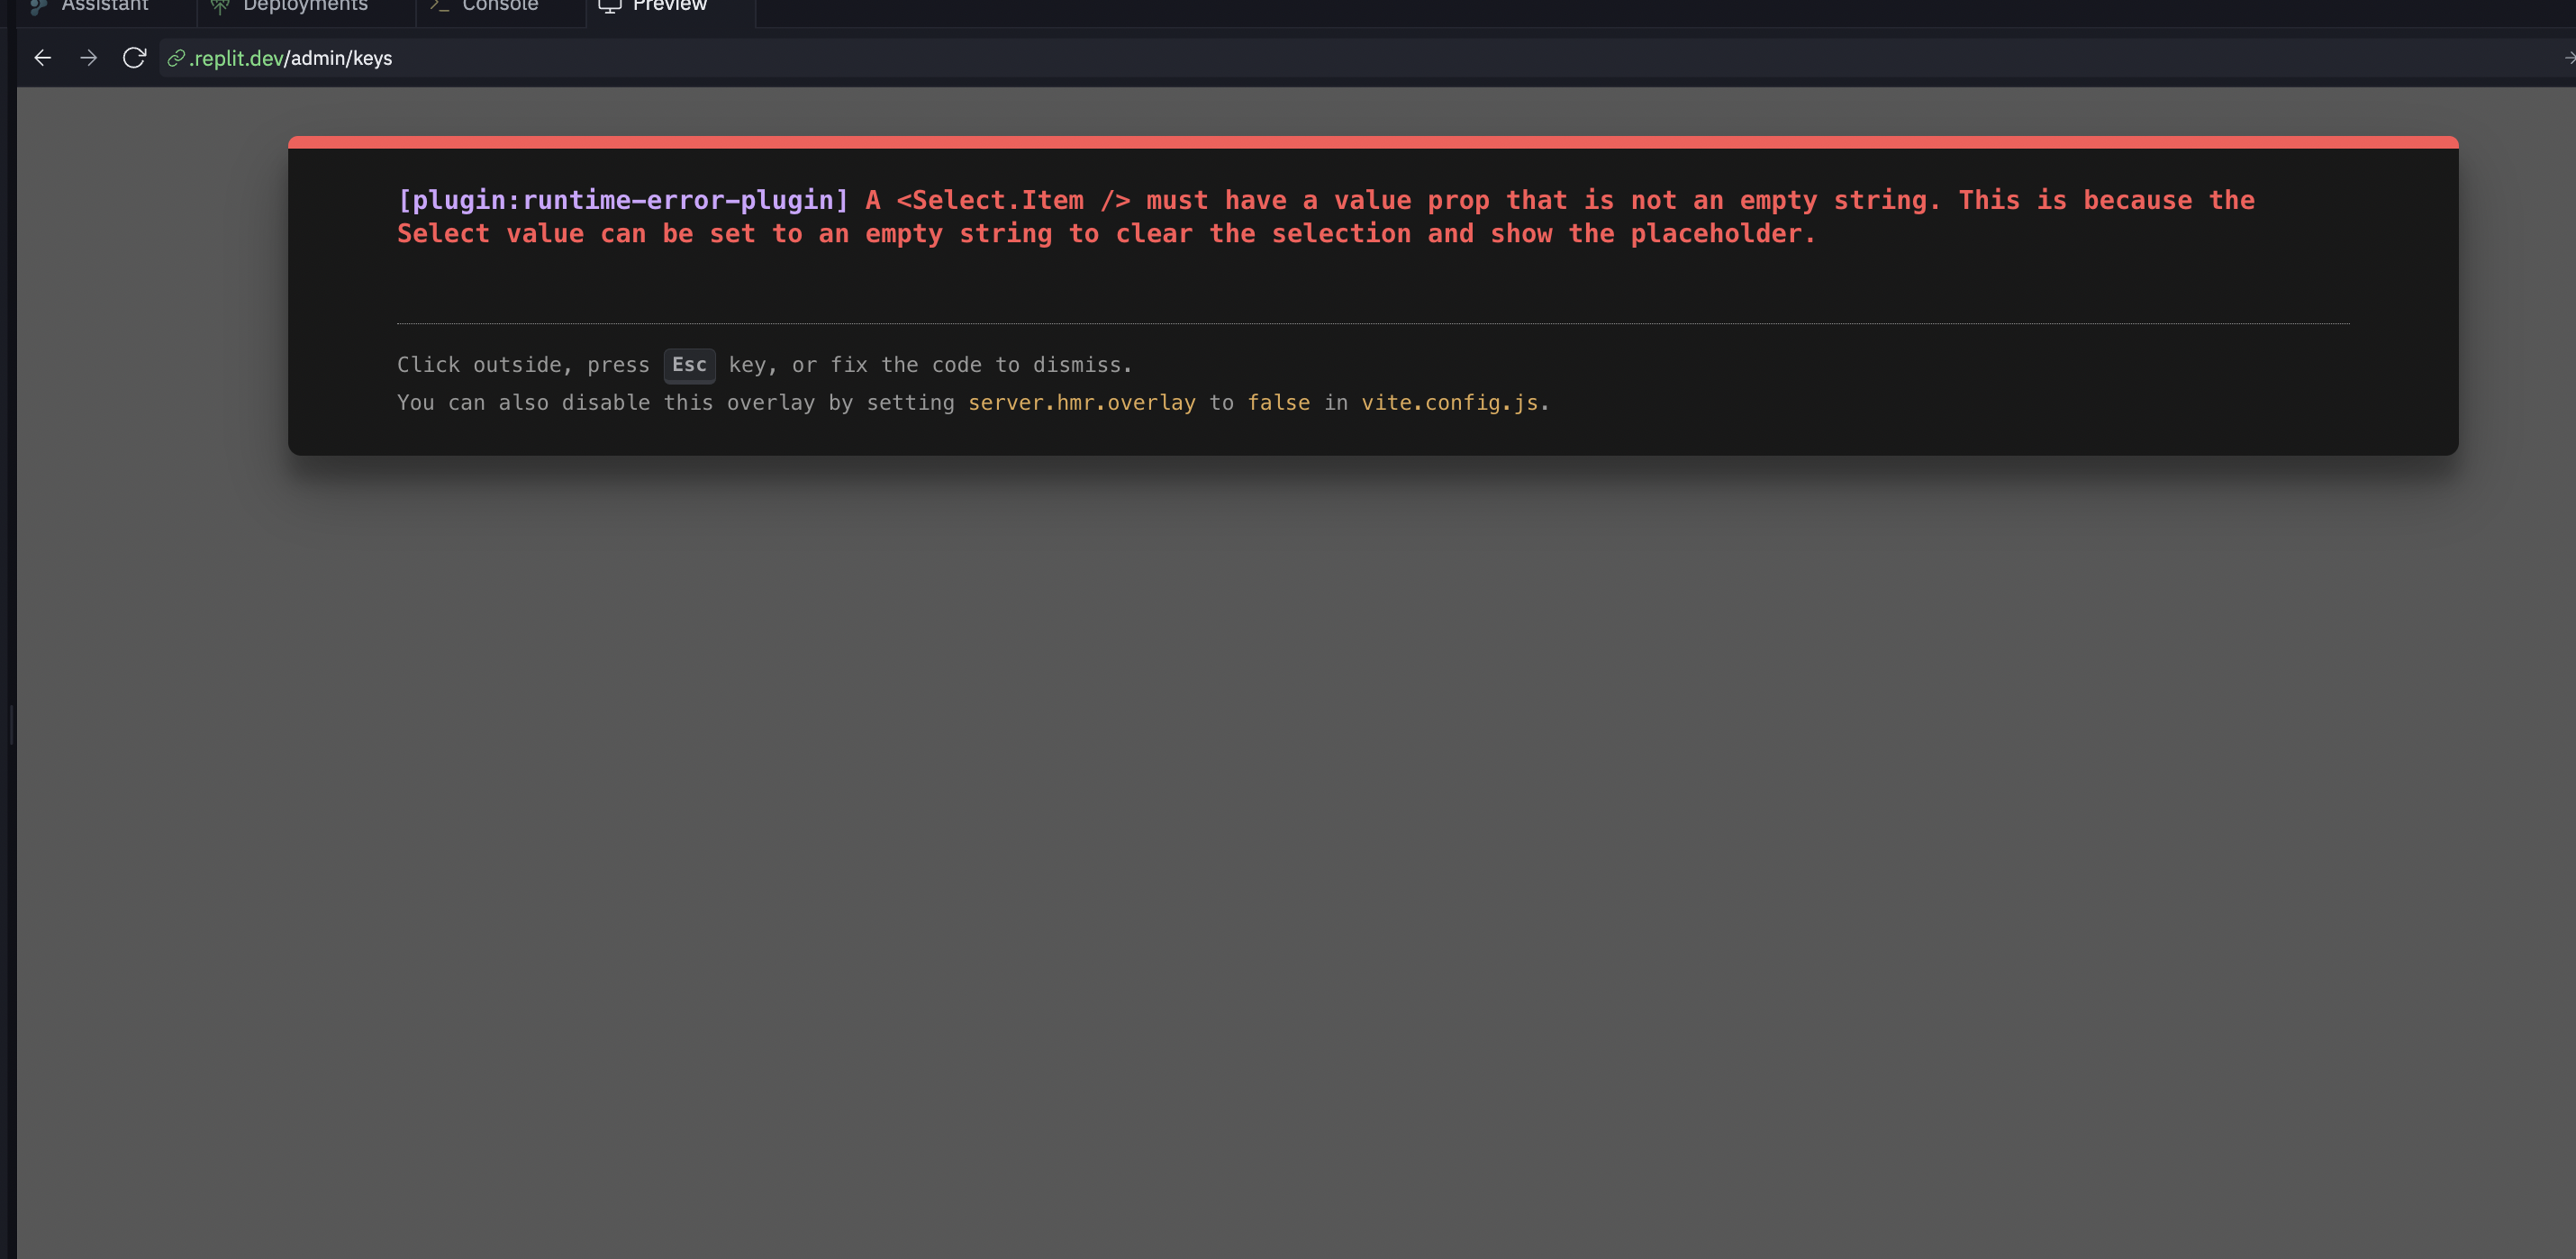 Assistant
Deployments
Console
Preview
.replit.dev/admin/keys
[plugin:runtime-error-plugin] A <Select.Item /> must have a value prop that is not an empty string. This is because the
Select value can be set to an empty string to clear the selection and show the placeholder.
Click outside, press Esc key, or fix the code to dismiss.
You can also disable this overlay by setting server.hmr.overlay to false in vite.config.js.